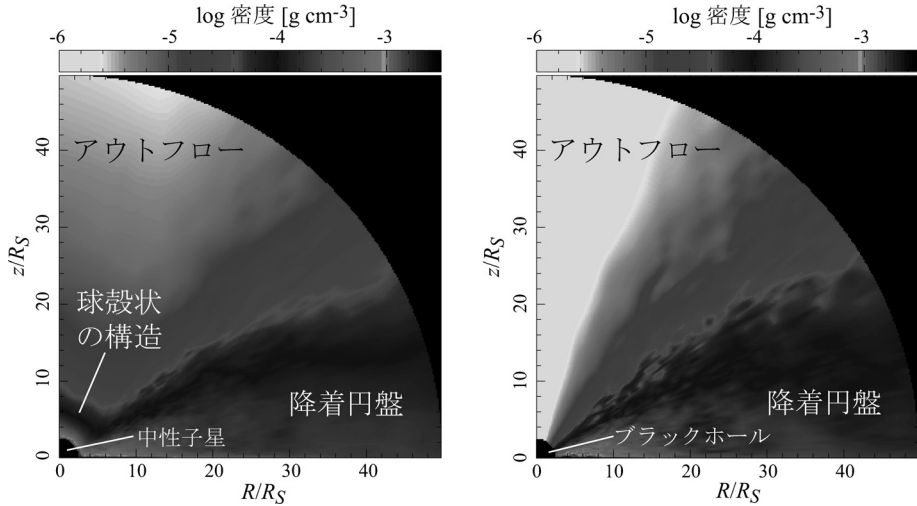 log 密度 [g cm-3]
-6 -5 -4 -3
アウトフロー
球殻状
の構造
中性子星
降着円盤
z/RS
0 10 20 30 40
0 10 20 30 40
R/RS
log 密度 [g cm-3]
-6 -5 -4 -3
アウトフロー
ブラックホール
降着円盤
z/RS
0 10 20 30 40
0 10 20 30 40
R/RS